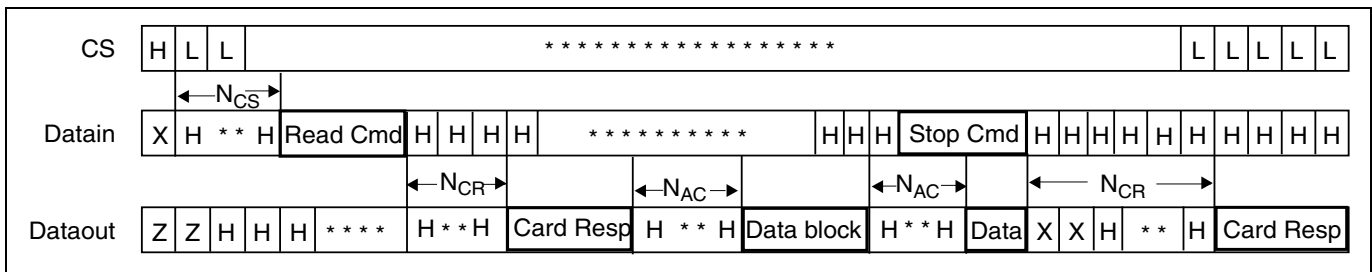 CS H L L * * * * * * * * * * * * * * * * * * L L L L L
N_CS
Datain X H * * H Read Cmd H H H H * * * * * * * * * * H H H Stop Cmd H H H H H H H H H H
N_CR N_AC N_AC N_CR
Dataout Z Z H H H * * * * H * * H Card Resp H * * H Data block H * * H Data X X H * * H Card Resp